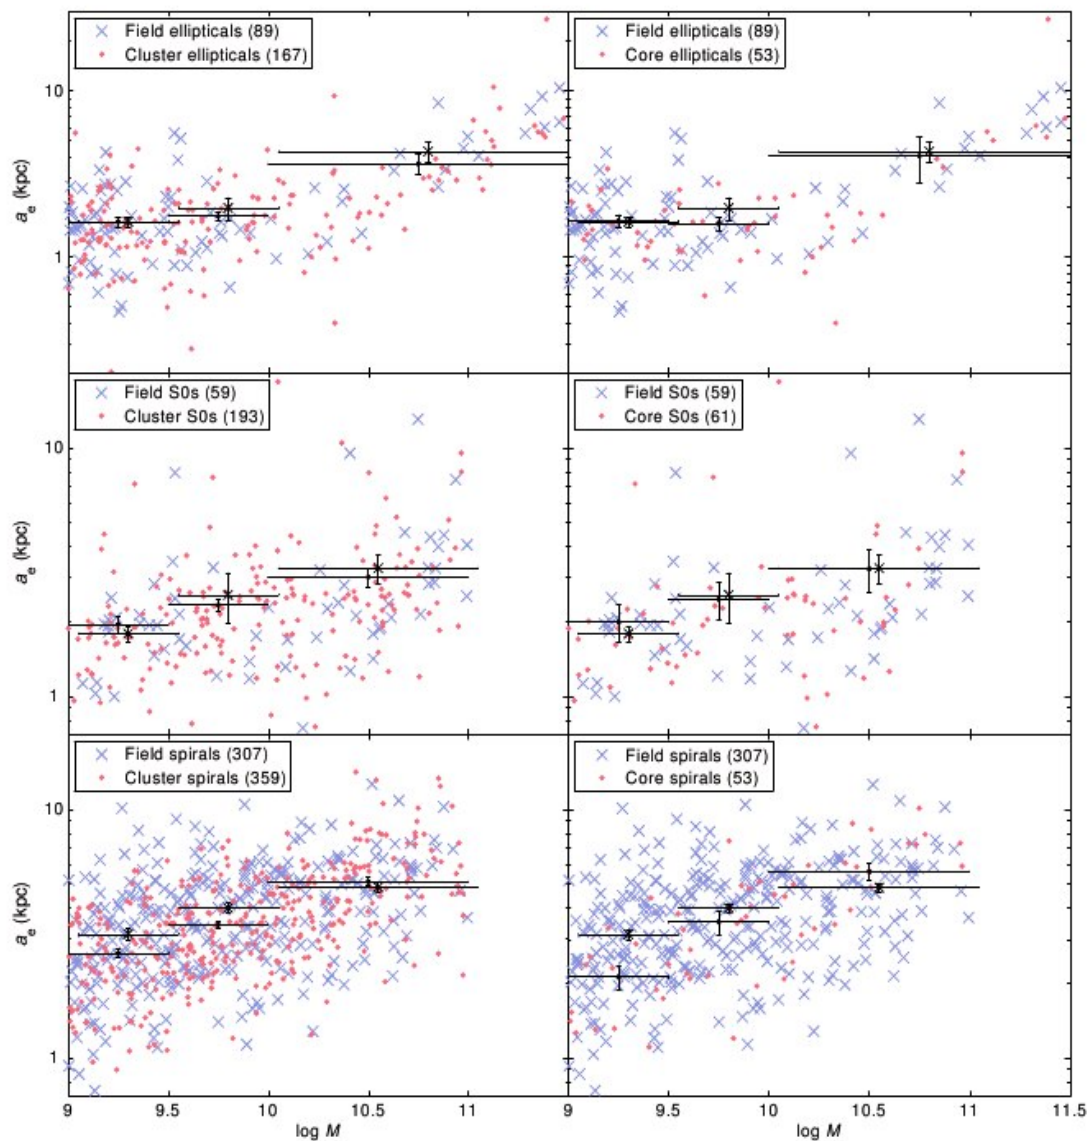 Field ellipticals (89)
Cluster ellipticals (167)
Field ellipticals (89)
Core ellipticals (53)
10
1
a_e (kpc)
Field S0s (59)
Cluster S0s (193)
Field S0s (59)
Core S0s (61)
10
1
a_e (kpc)
Field spirals (307)
Cluster spirals (359)
Field spirals (307)
Core spirals (53)
10
1
a_e (kpc)
9 9.5 10 10.5 11 9 9.5 10 10.5 11 11.5
log M log M